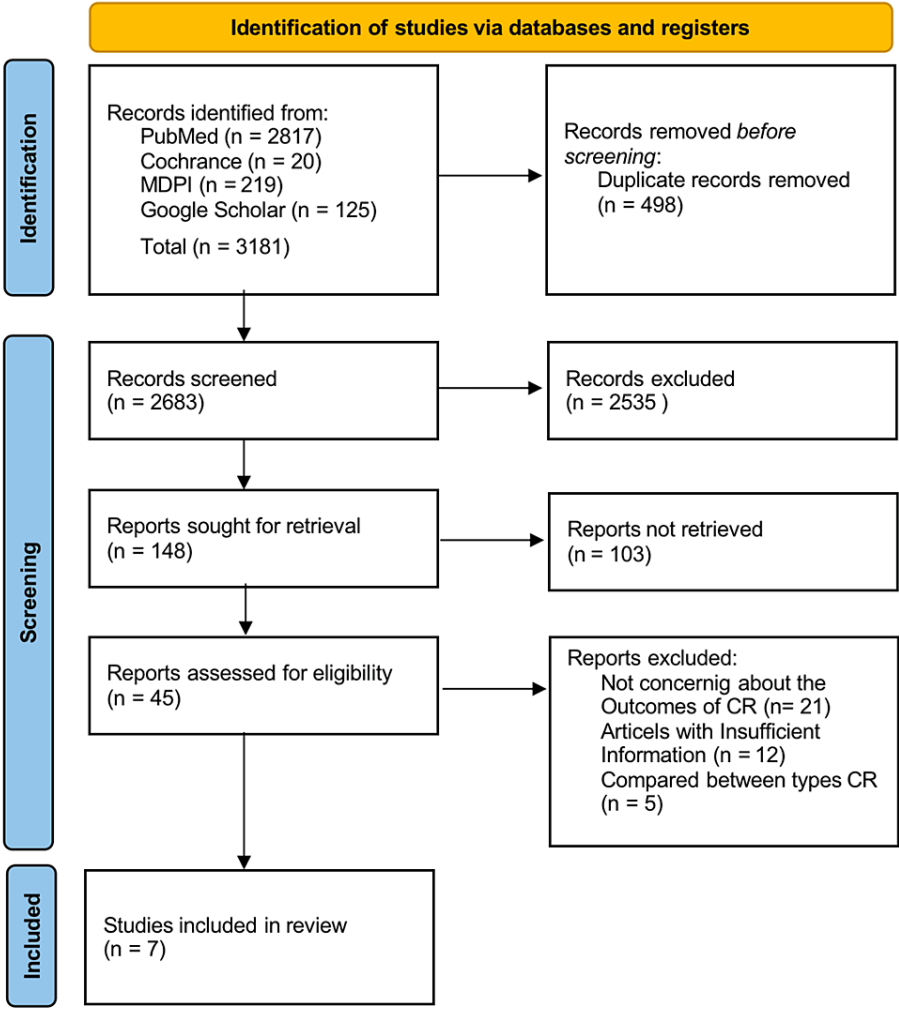 Identification of studies via databases and registers
Identification
Records identified from:
PubMed (n = 2817)
Cochrance (n = 20)
MDPI (n = 219)
Google Scholar (n = 125)
Total (n = 3181)
Records removed before
screening:
Duplicate records removed
(n = 498)
Screening
Records screened
(n = 2683)
Records excluded
(n = 2535 )
Reports sought for retrieval
(n = 148)
Reports not retrieved
(n = 103)
Reports assessed for eligibility
(n = 45)
Reports excluded:
Not concernig about the
Outcomes of CR (n= 21)
Articels with Insufficient
Information (n = 12)
Compared between types CR
(n = 5)
Included
Studies included in review
(n = 7)